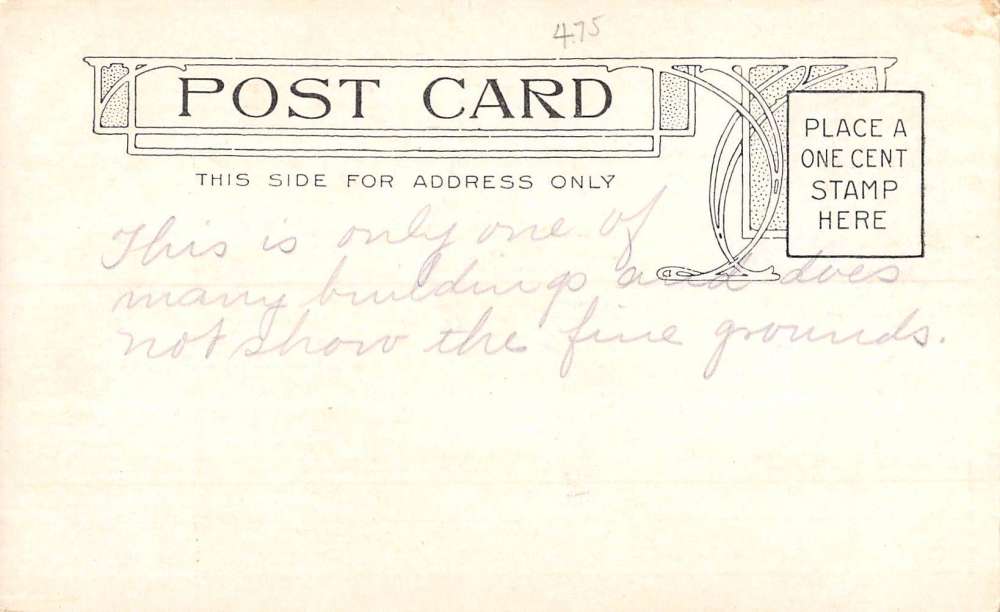 475
POST CARD
THIS SIDE FOR ADDRESS ONLY
PLACE A
ONE CENT
STAMP
HERE
This is only one of
many buildings and does
not show the fine grounds.